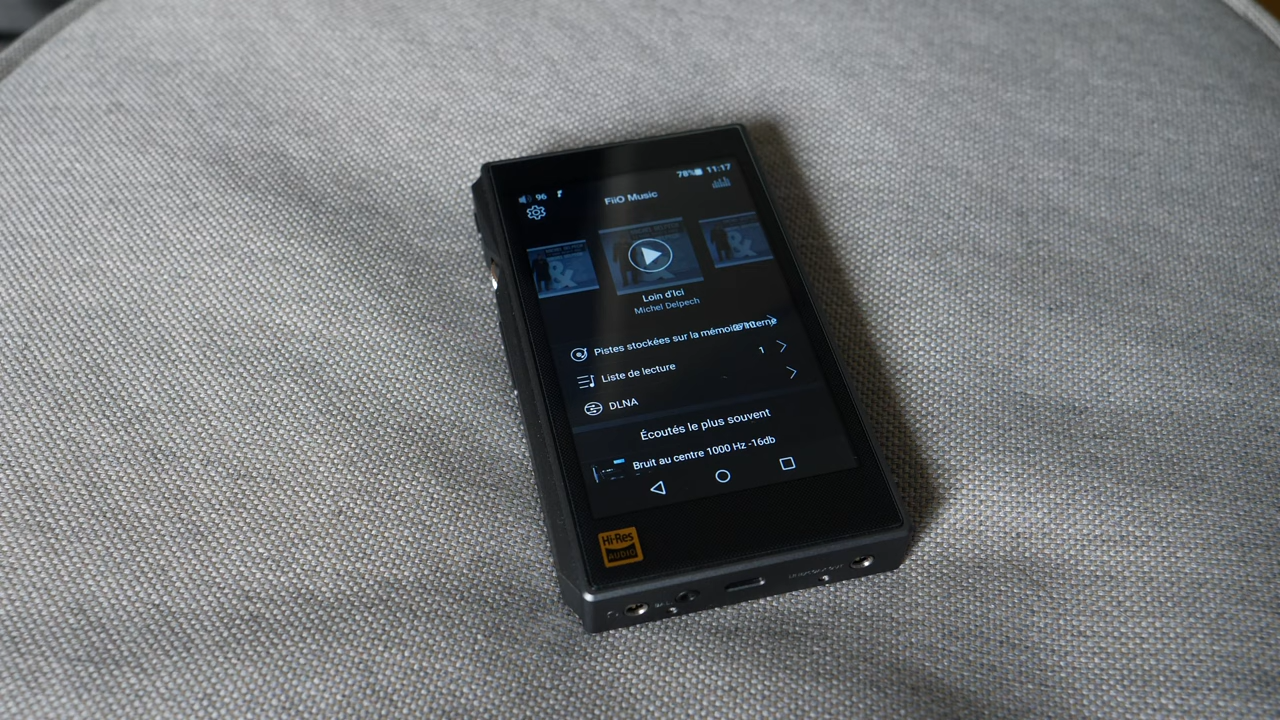 96
78% 11:17
FiiO Music
Loin d'Ici
Michel Delpech
Pistes stockées sur la mémoire interne
Liste de lecture 1
DLNA
Écoutés le plus souvent
Bruit au centre 1000 Hz -16db
Hi-Res
AUDIO